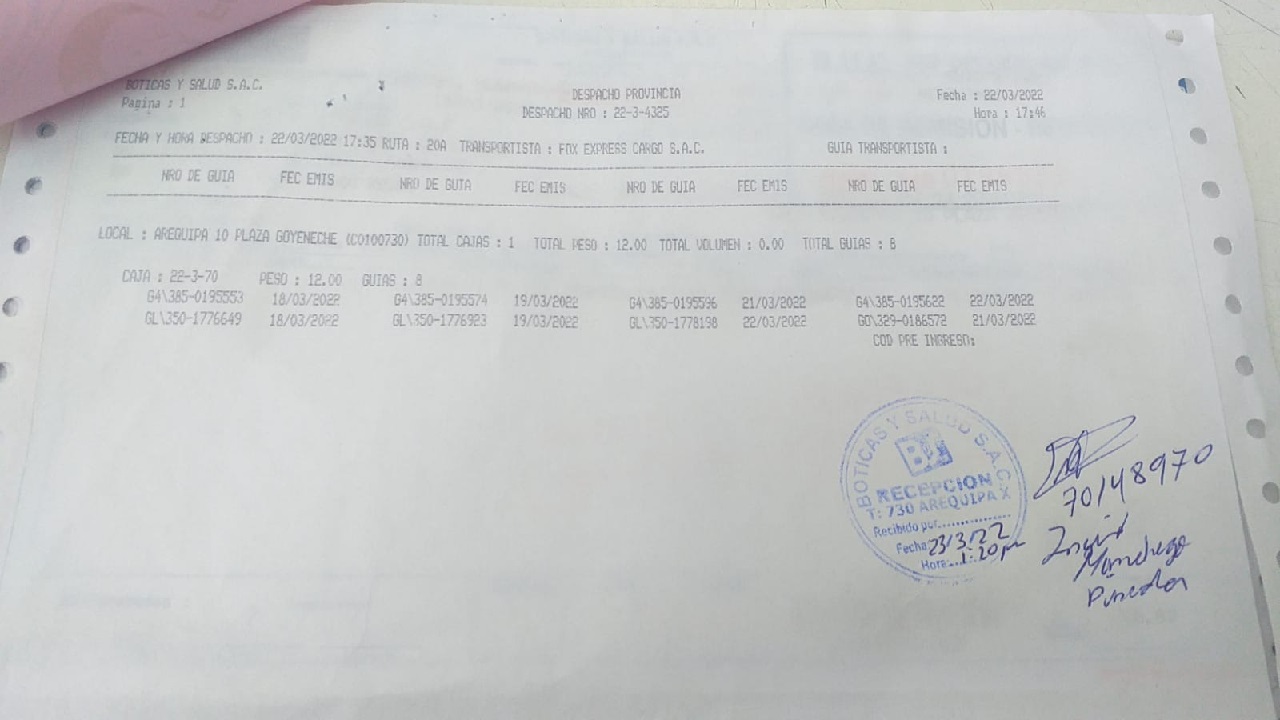 BOTICAS Y SALUD S.A.C.
Pagina : 1
DESPACHO PROVINCIA
DESPACHO NRO : 22-3-4325
Fecha : 22/03/2022
Hora : 17:46
FECHA Y HORA DESPACHO : 22/03/2022 17:35 RUTA : 20A TRANSPORTISTA : FOX EXPRESS CARGO S.A.C. GUIA TRANSPORTISTA :
NRO DE GUIA FEC EMIS NRO DE GUIA FEC EMIS NRO DE GUIA FEC EMIS NRO DE GUIA FEC EMIS
LOCAL : AREQUIPA 10 PLAZA GOYENECHE (C0100730) TOTAL CAJAS : 1 TOTAL PESO : 12.00 TOTAL VOLUMEN : 0.00 TOTAL GUIAS : 8
CAJA : 22-3-70 PESO : 12.00 GUIAS : 8
G4\385-0195553 18/03/2022 G4\385-0195574 19/03/2022 G4\385-0195596 21/03/2022 G4\385-0195622 22/03/2022
GL\350-1776649 18/03/2022 GL\350-1776923 19/03/2022 GL\350-1778198 22/03/2022 GO\329-0186572 21/03/2022
COD PRE INGRESO:
BOTICAS Y SALUD S.A.C.
RECEPCION
T: 730 AREQUIPA X
Recibido por
Fecha: 23/3/22
Hora: 1:20pm
70148970
Pineda